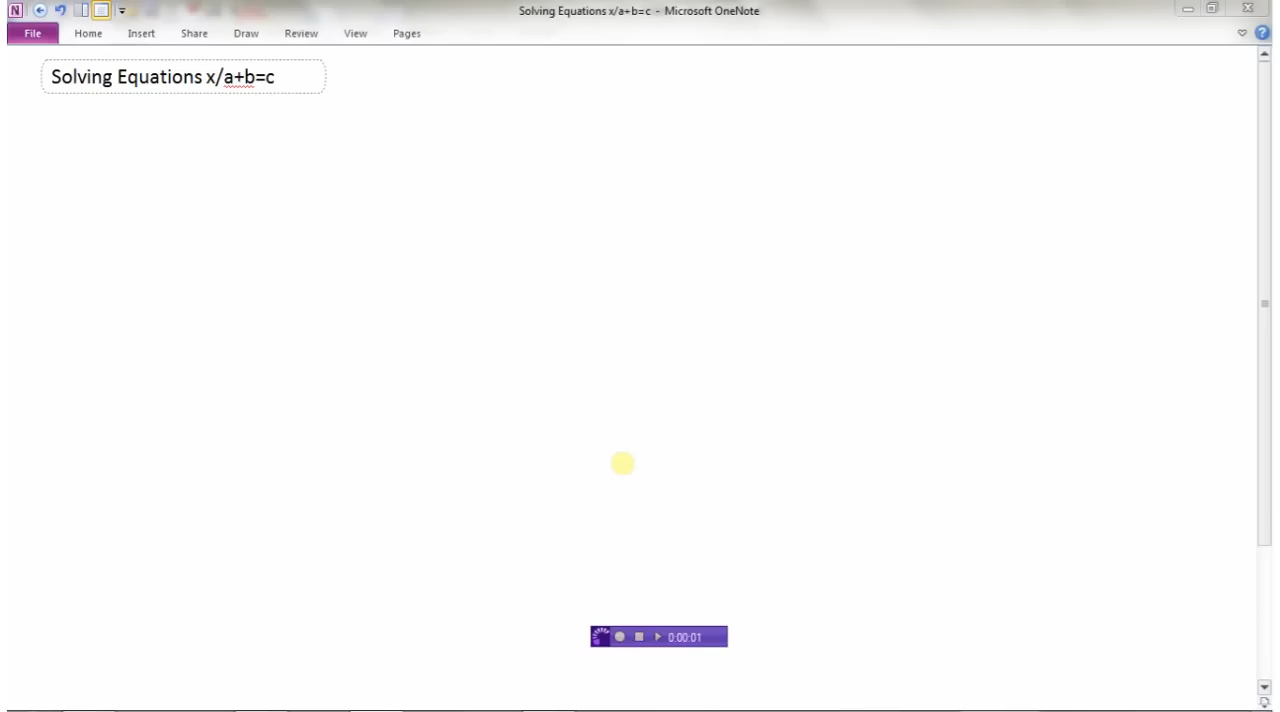 Solving Equations x/a+b=c - Microsoft OneNote
File Home Insert Share Draw Review View Pages
Solving Equations x/a+b=c
0:00:01